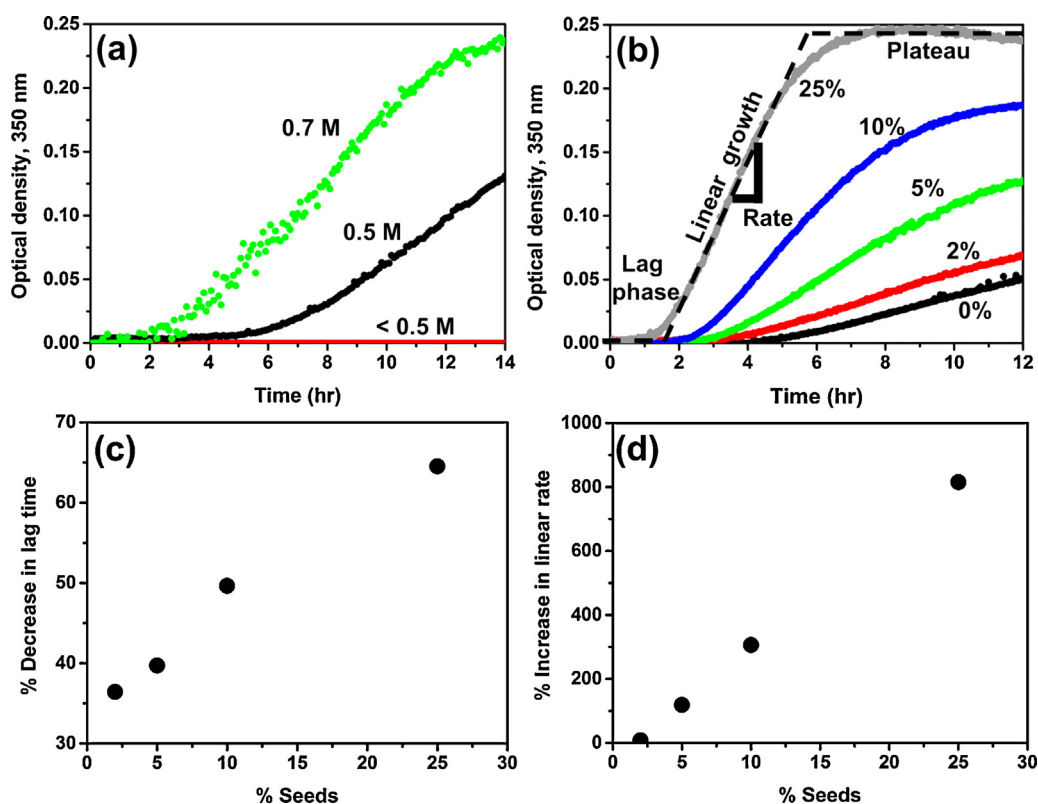 (a)
Optical density, 350 nm
0.25
0.20
0.15
0.10
0.05
0.00
0.7 M
0.5 M
< 0.5 M
0 2 4 6 8 10 12 14
Time (hr)
(b)
Optical density, 350 nm
0.25
0.20
0.15
0.10
0.05
0.00
Plateau
25%
10%
Linear growth
Rate
5%
Lag
phase
2%
0%
0 2 4 6 8 10 12
Time (hr)
(c)
% Decrease in lag time
70
60
50
40
30
0 5 10 15 20 25 30
% Seeds
(d)
% Increase in linear rate
1000
800
600
400
200
0
0 5 10 15 20 25 30
% Seeds